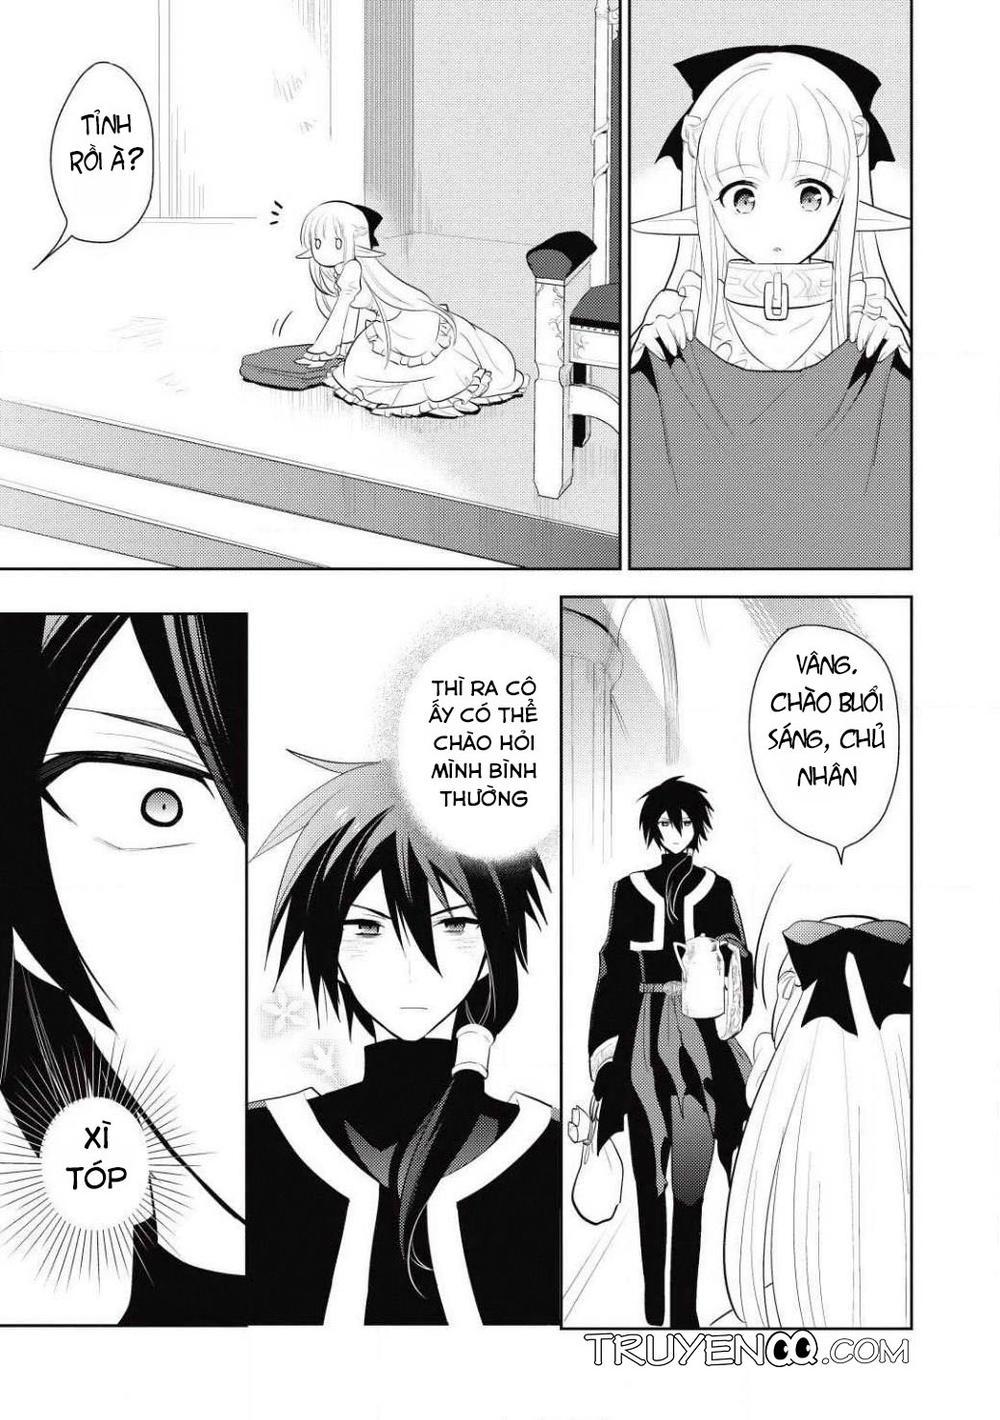 TỈNH
RỒI À?
VÂNG,
CHÀO BUỔI
SÁNG, CHỦ
NHÂN
THÌ RA CÔ
ẤY CÓ THỂ
CHÀO HỎI
MÌNH BÌNH
THƯỜNG
XÌ
TÓP
TRUYENQQ.COM